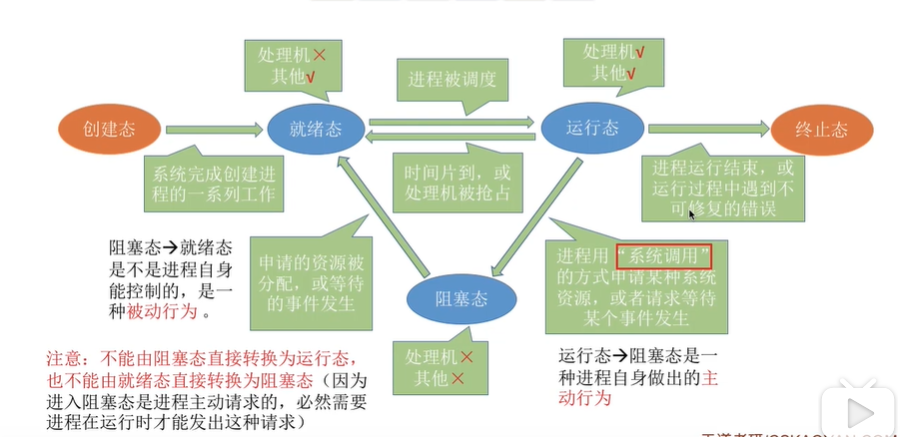 处理机×
其他√
处理机√
其他√
进程被调度
创建态
就绪态
运行态
终止态
系统完成创建进
程的一系列工作
时间片到，或
处理机被抢占
进程运行结束，或
运行过程中遇到不
可修复的错误
阻塞态→就绪态
是不是进程自身
能控制的，是一
种被动行为。
申请的资源被
分配，或等待
的事件发生
进程用“系统调用”
的方式申请某种系统
资源，或者请求等待
某个事件发生
阻塞态
处理机×
其他×
注意：不能由阻塞态直接转换为运行态，
也不能由就绪态直接转换为阻塞态（因为
进入阻塞态是进程主动请求的，必然需要
进程在运行时才能发出这种请求）
运行态→阻塞态是一
种进程自身做出的主
动行为